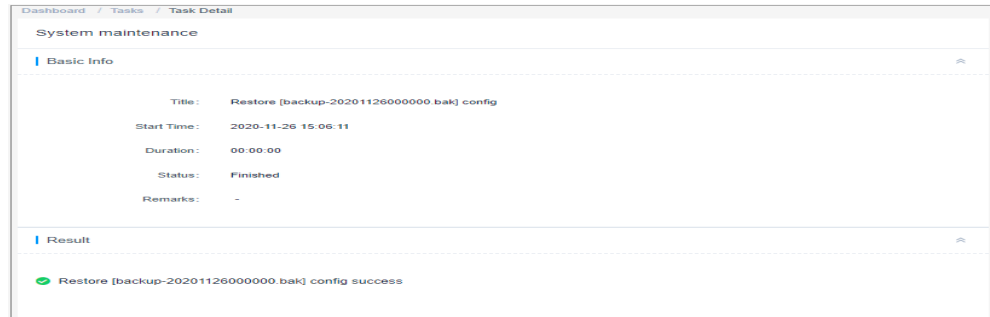 Dashboard / Tasks / Task Detail
System maintenance
Basic Info
Title: Restore [backup-20201126000000.bak] config
Start Time: 2020-11-26 15:06:11
Duration: 00:00:00
Status: Finished
Remarks: -
Result
Restore [backup-20201126000000.bak] config success